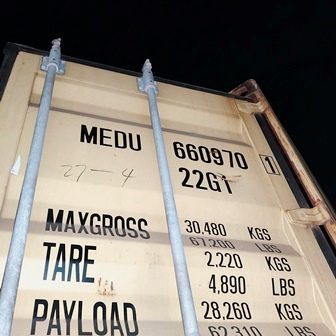 MEDU 660970 1
27-4 22G1
MAXGROSS 30.480 KGS
67,200 LBS
TARE 2,220 KGS
4,890 LBS
PAYLOAD 28,260 KGS
62,310 LBS